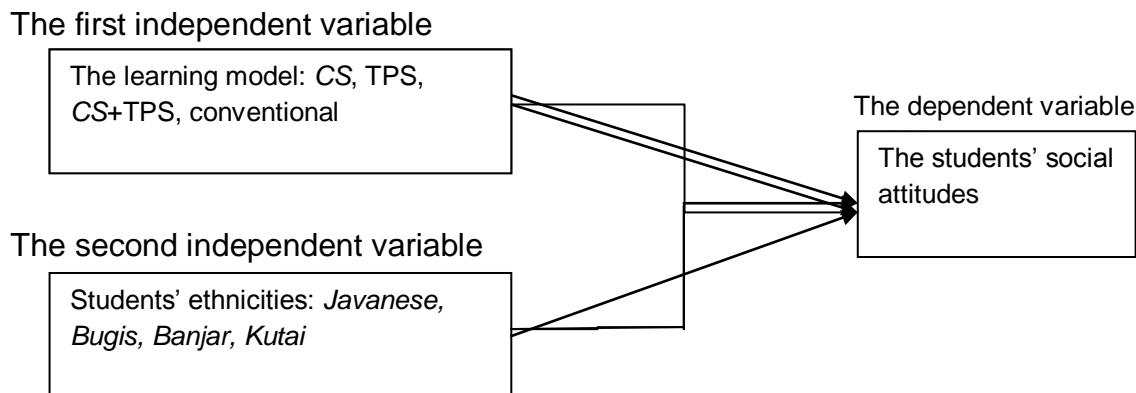 The first independent variable
The learning model: CS, TPS,
CS+TPS, conventional
The dependent variable
The students’ social
attitudes
The second independent variable
Students’ ethnicities: Javanese,
Bugis, Banjar, Kutai